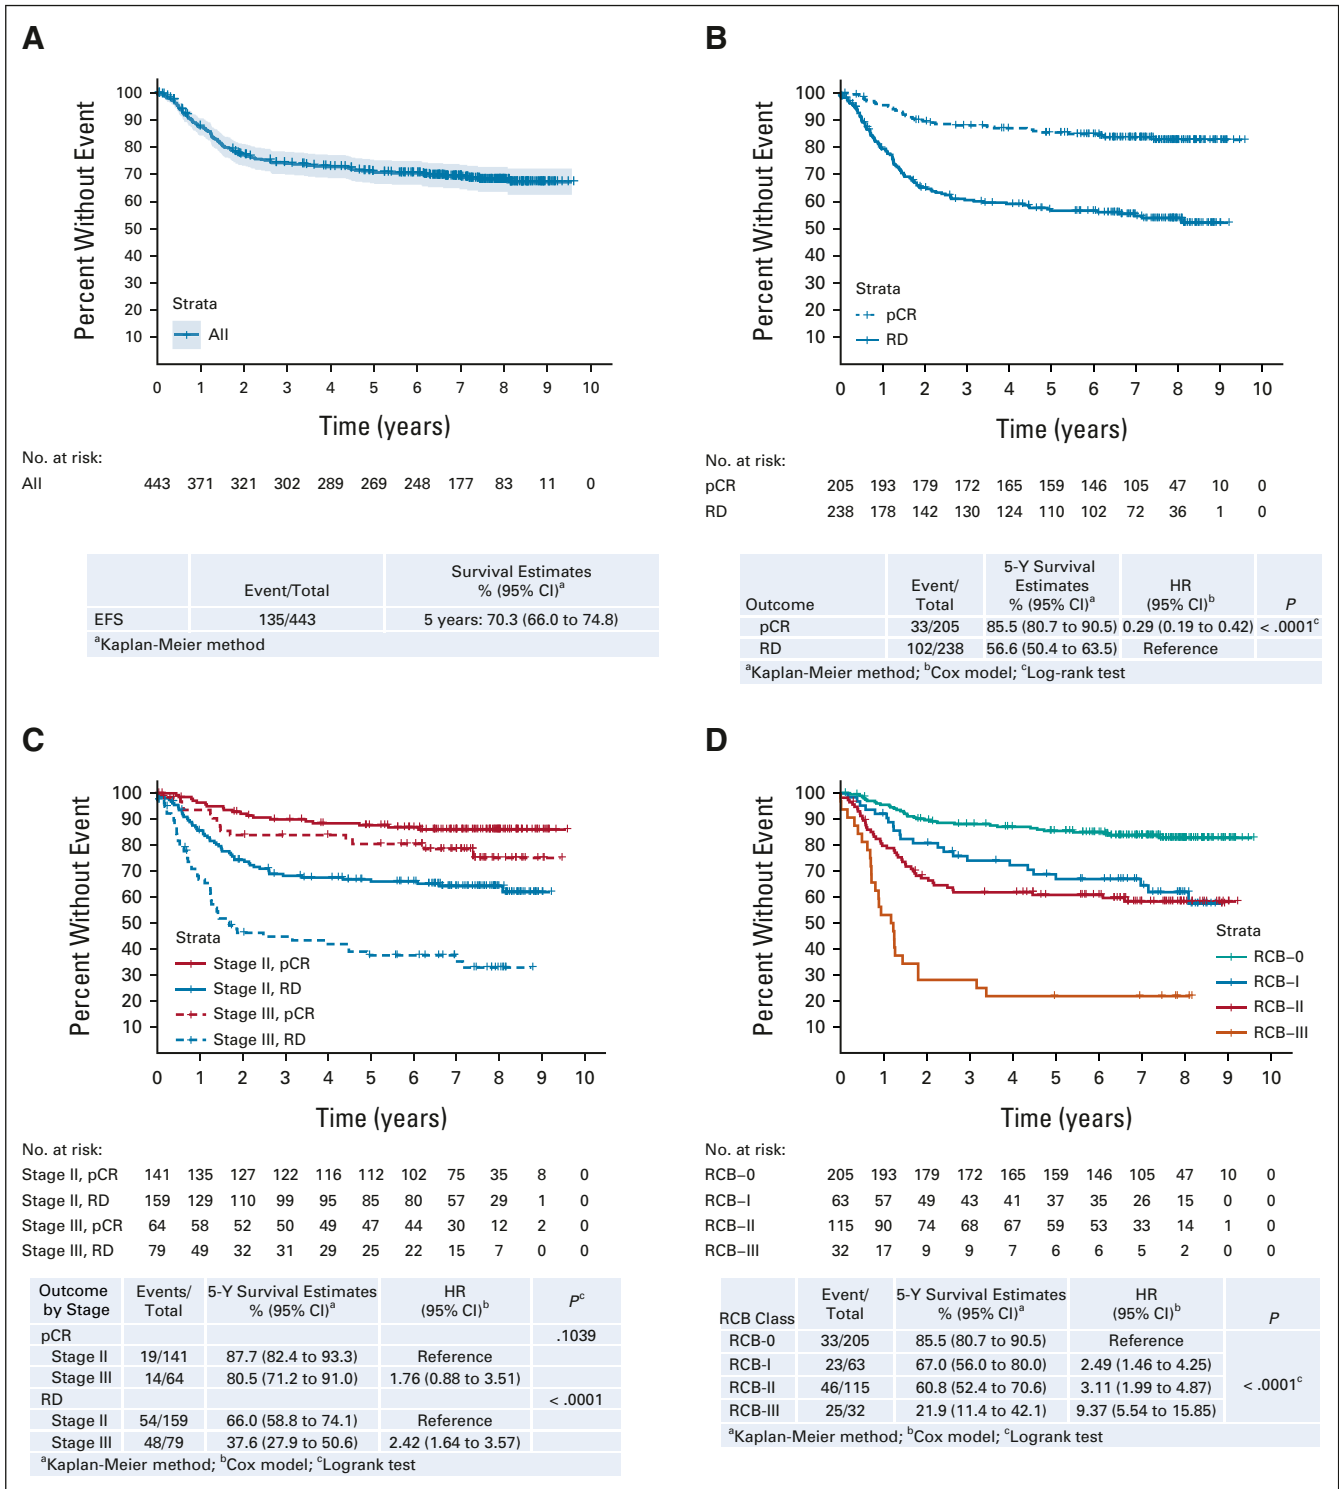 A
Percent Without Event
100
90
80
70
60
50
40
30
20
10
Strata
All
0 1 2 3 4 5 6 7 8 9 10
Time (years)
No. at risk:
All 443 371 321 302 289 269 248 177 83 11 0
Event/Total Survival Estimates % (95% CI)a
EFS 135/443 5 years: 70.3 (66.0 to 74.8)
aKaplan-Meier method
B
Percent Without Event
100
90
80
70
60
50
40
30
20
10
Strata
pCR
RD
0 1 2 3 4 5 6 7 8 9 10
Time (years)
No. at risk:
pCR 205 193 179 172 165 159 146 105 47 10 0
RD 238 178 142 130 124 110 102 72 36 1 0
Outcome Event/ Total 5-Y Survival Estimates % (95% CI)a HR (95% CI)b P
pCR 33/205 85.5 (80.7 to 90.5) 0.29 (0.19 to 0.42) < .0001c
RD 102/238 56.6 (50.4 to 63.5) Reference
aKaplan-Meier method; bCox model; cLog-rank test
C
Percent Without Event
100
90
80
70
60
50
40
30
20
10
Strata
Stage II, pCR
Stage II, RD
Stage III, pCR
Stage III, RD
0 1 2 3 4 5 6 7 8 9 10
Time (years)
No. at risk:
Stage II, pCR 141 135 127 122 116 112 102 75 35 8 0
Stage II, RD 159 129 110 99 95 85 80 57 29 1 0
Stage III, pCR 64 58 52 50 49 47 44 30 12 2 0
Stage III, RD 79 49 32 31 29 25 22 15 7 0 0
Outcome by Stage Events/ Total 5-Y Survival Estimates % (95% CI)a HR (95% CI)b Pc
pCR .1039
Stage II 19/141 87.7 (82.4 to 93.3) Reference
Stage III 14/64 80.5 (71.2 to 91.0) 1.76 (0.88 to 3.51)
RD < .0001
Stage II 54/159 66.0 (58.8 to 74.1) Reference
Stage III 48/79 37.6 (27.9 to 50.6) 2.42 (1.64 to 3.57)
aKaplan-Meier method; bCox model; cLogrank test
D
Percent Without Event
100
90
80
70
60
50
40
30
20
10
Strata
RCB–0
RCB–I
RCB–II
RCB–III
0 1 2 3 4 5 6 7 8 9 10
Time (years)
No. at risk:
RCB–0 205 193 179 172 165 159 146 105 47 10 0
RCB–I 63 57 49 43 41 37 35 26 15 0 0
RCB–II 115 90 74 68 67 59 53 33 14 1 0
RCB–III 32 17 9 9 7 6 6 5 2 0 0
RCB Class Event/ Total 5-Y Survival Estimates % (95% CI)a HR (95% CI)b P
RCB-0 33/205 85.5 (80.7 to 90.5) Reference
RCB-I 23/63 67.0 (56.0 to 80.0) 2.49 (1.46 to 4.25)
RCB-II 46/115 60.8 (52.4 to 70.6) 3.11 (1.99 to 4.87) < .0001c
RCB-III 25/32 21.9 (11.4 to 42.1) 9.37 (5.54 to 15.85)
aKaplan-Meier method; bCox model; cLogrank test